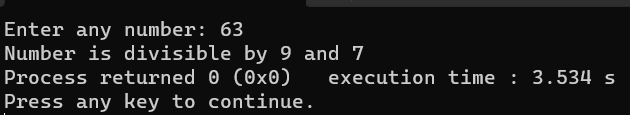 Enter any number: 63
Number is divisible by 9 and 7
Process returned 0 (0x0)   execution time : 3.534 s
Press any key to continue.